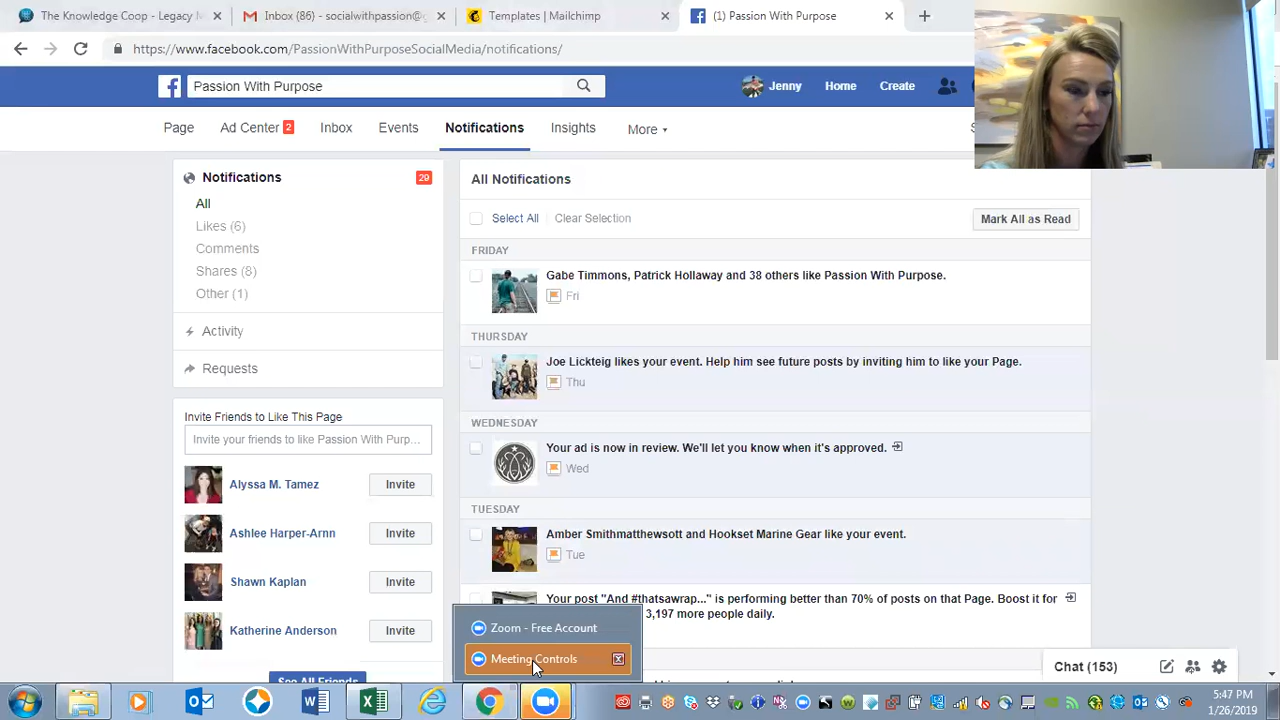 The Knowledge Coop - Legacy
Inbox (86) - socialwithpassion@g
Templates | Mailchimp
(1) Passion With Purpose
https://www.facebook.com/PassionWithPurposeSocialMedia/notifications/
Passion With Purpose
Jenny Home Create
Page Ad Center 2 Inbox Events Notifications Insights More
Notifications 29
All
Likes (6)
Comments
Shares (8)
Other (1)
Activity
Requests
Invite Friends to Like This Page
Invite your friends to like Passion With Purp...
Alyssa M. Tamez Invite
Ashlee Harper-Arnn Invite
Shawn Kaplan Invite
Katherine Anderson Invite
See All Friends
All Notifications
Select All Clear Selection Mark All as Read
FRIDAY
Gabe Timmons, Patrick Hollaway and 38 others like Passion With Purpose.
Fri
THURSDAY
Joe Lickteig likes your event. Help him see future posts by inviting him to like your Page.
Thu
WEDNESDAY
Your ad is now in review. We'll let you know when it's approved.
Wed
TUESDAY
Amber Smithmatthewsott and Hookset Marine Gear like your event.
Tue
Your post "And #thatsawrap..." is performing better than 70% of posts on that Page. Boost it for
3,197 more people daily.
Zoom - Free Account
Meeting Controls
Chat (153)
5:47 PM
1/26/2019